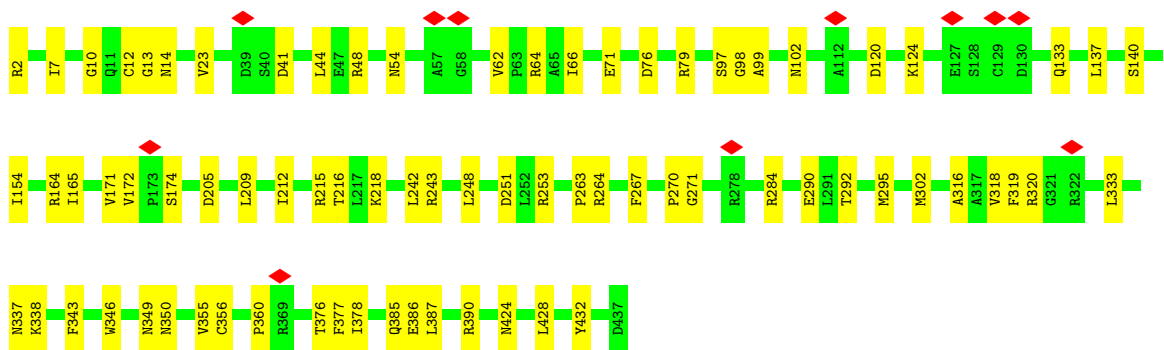 R2 I7 G10 Q11 C12 G13 N14 V23 D39 S40 D41 L44 E47 R48 N54 A57 G58 V62 P63 R64 A65 I66 E71 D76 R79 S97 G98 A99 N102 A112 D120 K124 E127 S128 C129 D130 Q133 L137 S140
I154 R164 I165 V171 V172 P173 S174 D205 L209 I212 R215 T216 L217 K218 L242 R243 L248 D251 L252 R253 P263 R264 F267 P270 G271 R278 R284 E290 L291 T292 M295 M302 A316 A317 V318 F319 R320 G321 R322 L333
N337 K338 F343 W346 N349 N350 V355 C356 P360 R369 T376 F377 I378 Q385 E386 L387 R390 N424 L428 Y432 D437